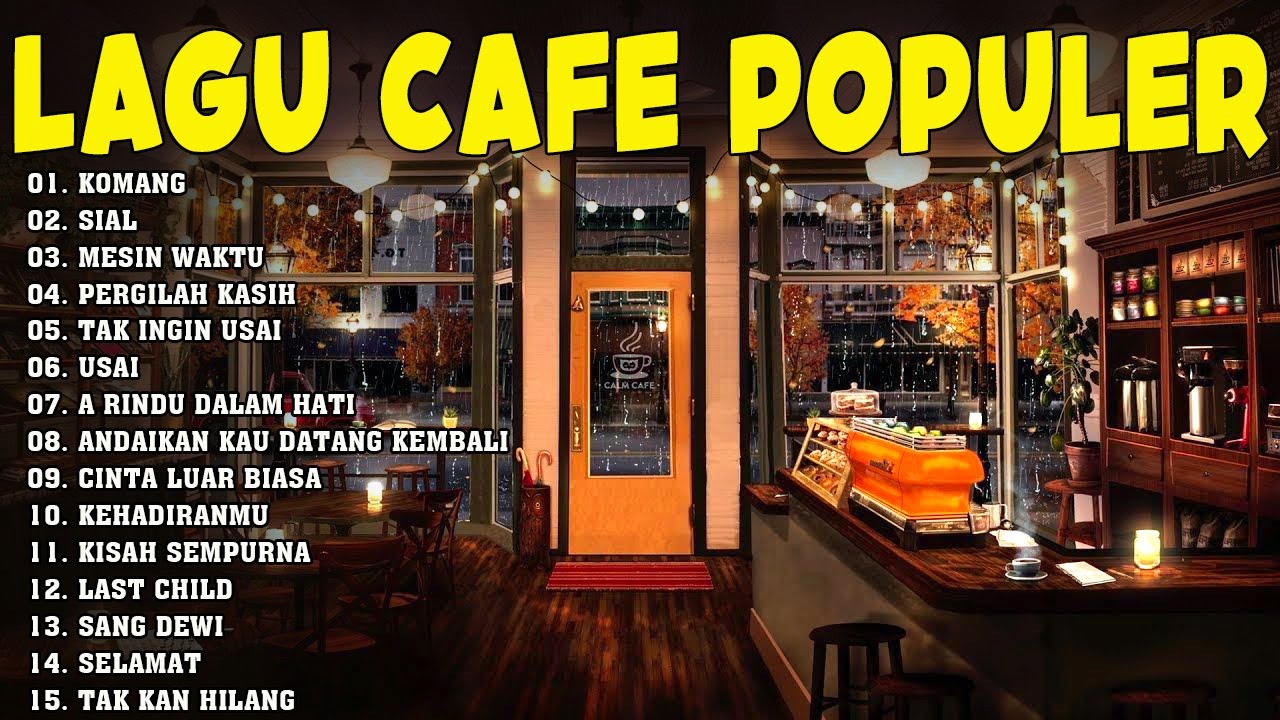 LAGU CAFE POPULER
01. KOMANG
02. SIAL
03. MESIN WAKTU
04. PERGILAH KASIH
05. TAK INGIN USAI
06. USAI
07. A RINDU DALAM HATI
08. ANDAIKAN KAU DATANG KEMBALI
09. CINTA LUAR BIASA
10. KEHADIRANMU
11. KISAH SEMPURNA
12. LAST CHILD
13. SANG DEWI
14. SELAMAT
15. TAK KAN HILANG
CALM CAFE